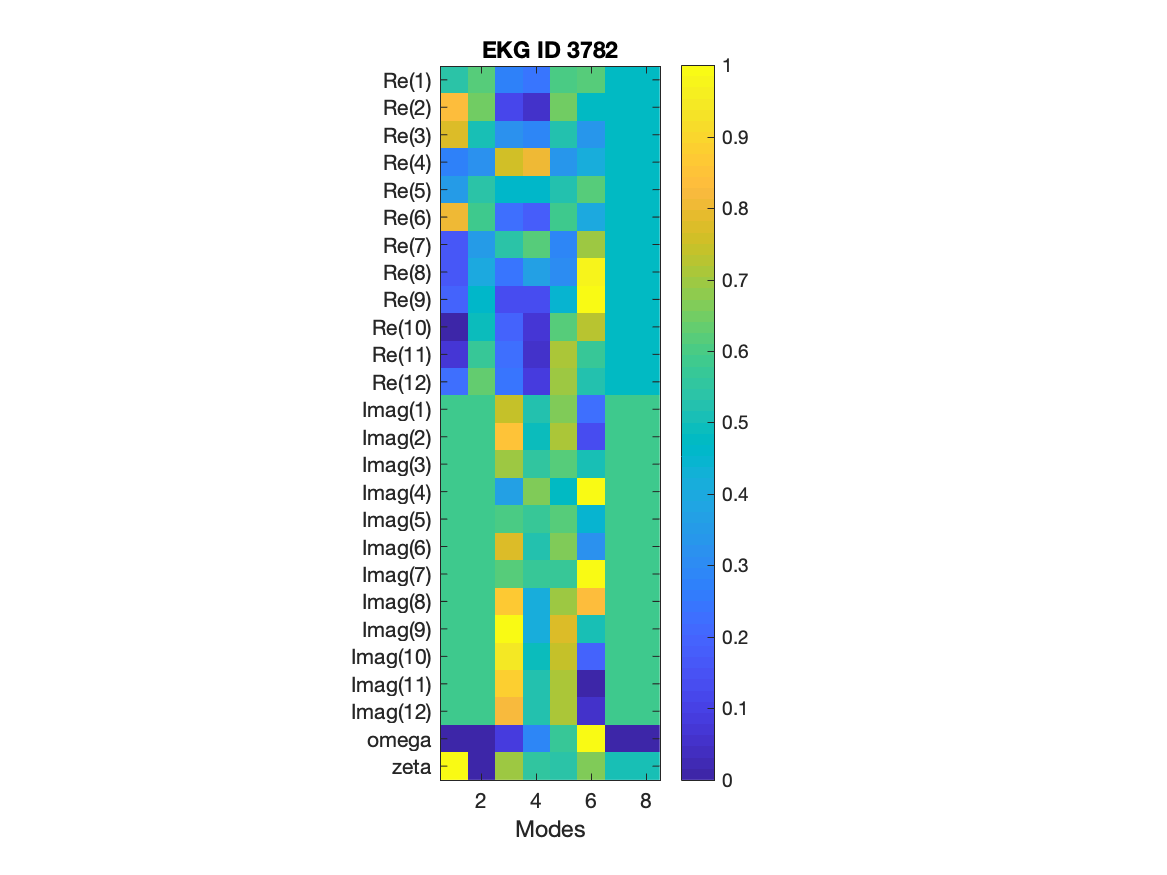 EKG ID 3782
Re(1)
Re(2)
Re(3)
Re(4)
Re(5)
Re(6)
Re(7)
Re(8)
Re(9)
Re(10)
Re(11)
Re(12)
Imag(1)
Imag(2)
Imag(3)
Imag(4)
Imag(5)
Imag(6)
Imag(7)
Imag(8)
Imag(9)
Imag(10)
Imag(11)
Imag(12)
omega
zeta
2 4 6 8
Modes
1
0.9
0.8
0.7
0.6
0.5
0.4
0.3
0.2
0.1
0